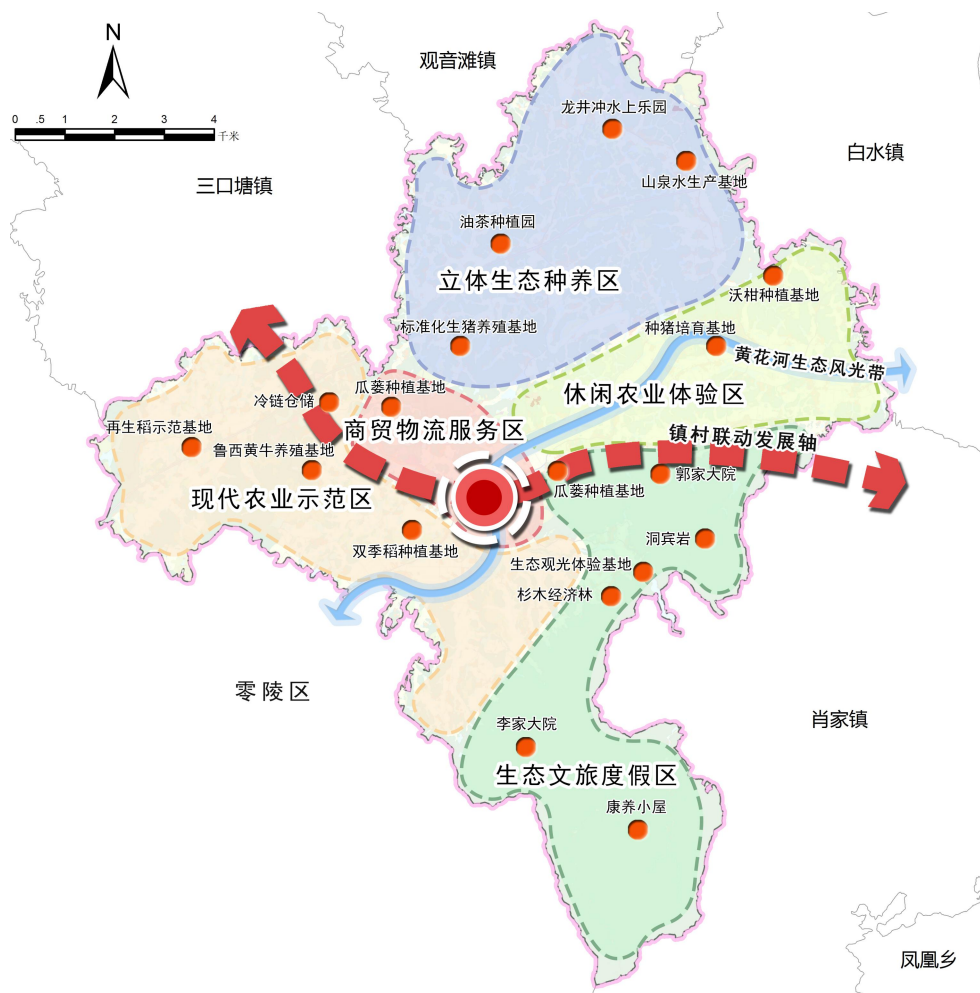 N
0 .5 1 2 3 4
千米
观音滩镇
白水镇
三口塘镇
龙井冲水上乐园
山泉水生产基地
油茶种植园
立体生态种养区
沃柑种植基地
标准化生猪养殖基地
种猪培育基地
黄花河生态风光带
瓜蒌种植基地
休闲农业体验区
冷链仓储
商贸物流服务区
镇村联动发展轴
再生稻示范基地
鲁西黄牛养殖基地
郭家大院
瓜蒌种植基地
现代农业示范区
洞宾岩
双季稻种植基地
生态观光体验基地
杉木经济林
零陵区
肖家镇
李家大院
生态文旅度假区
康养小屋
凤凰乡